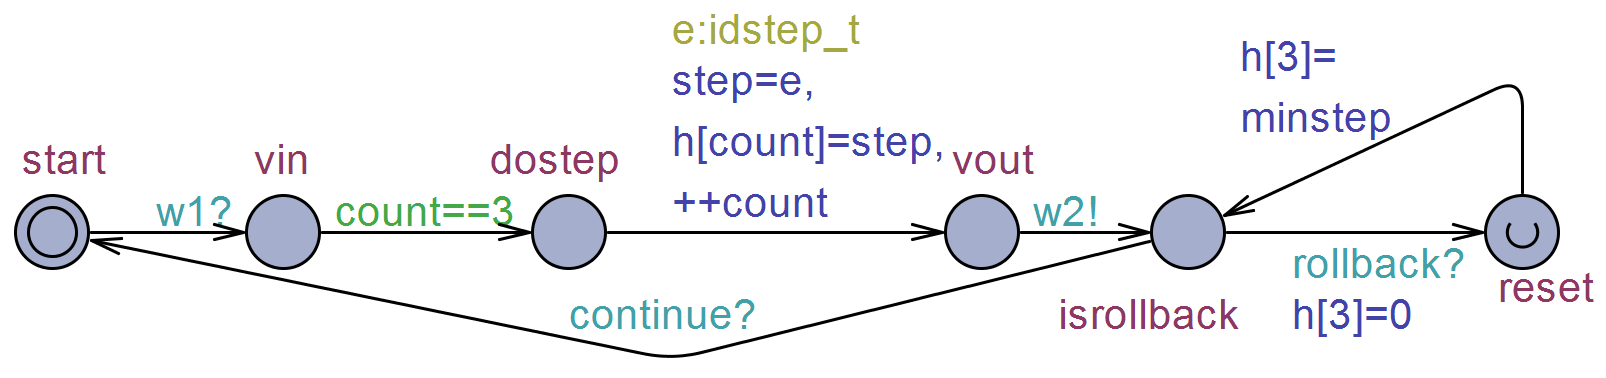 e:idstep_t
step=e,
h[count]=step,
++count
h[3]=
minstep
start
vin
dostep
vout
w1?
count==3
w2!
rollback?
h[3]=0
reset
continue?
isrollback